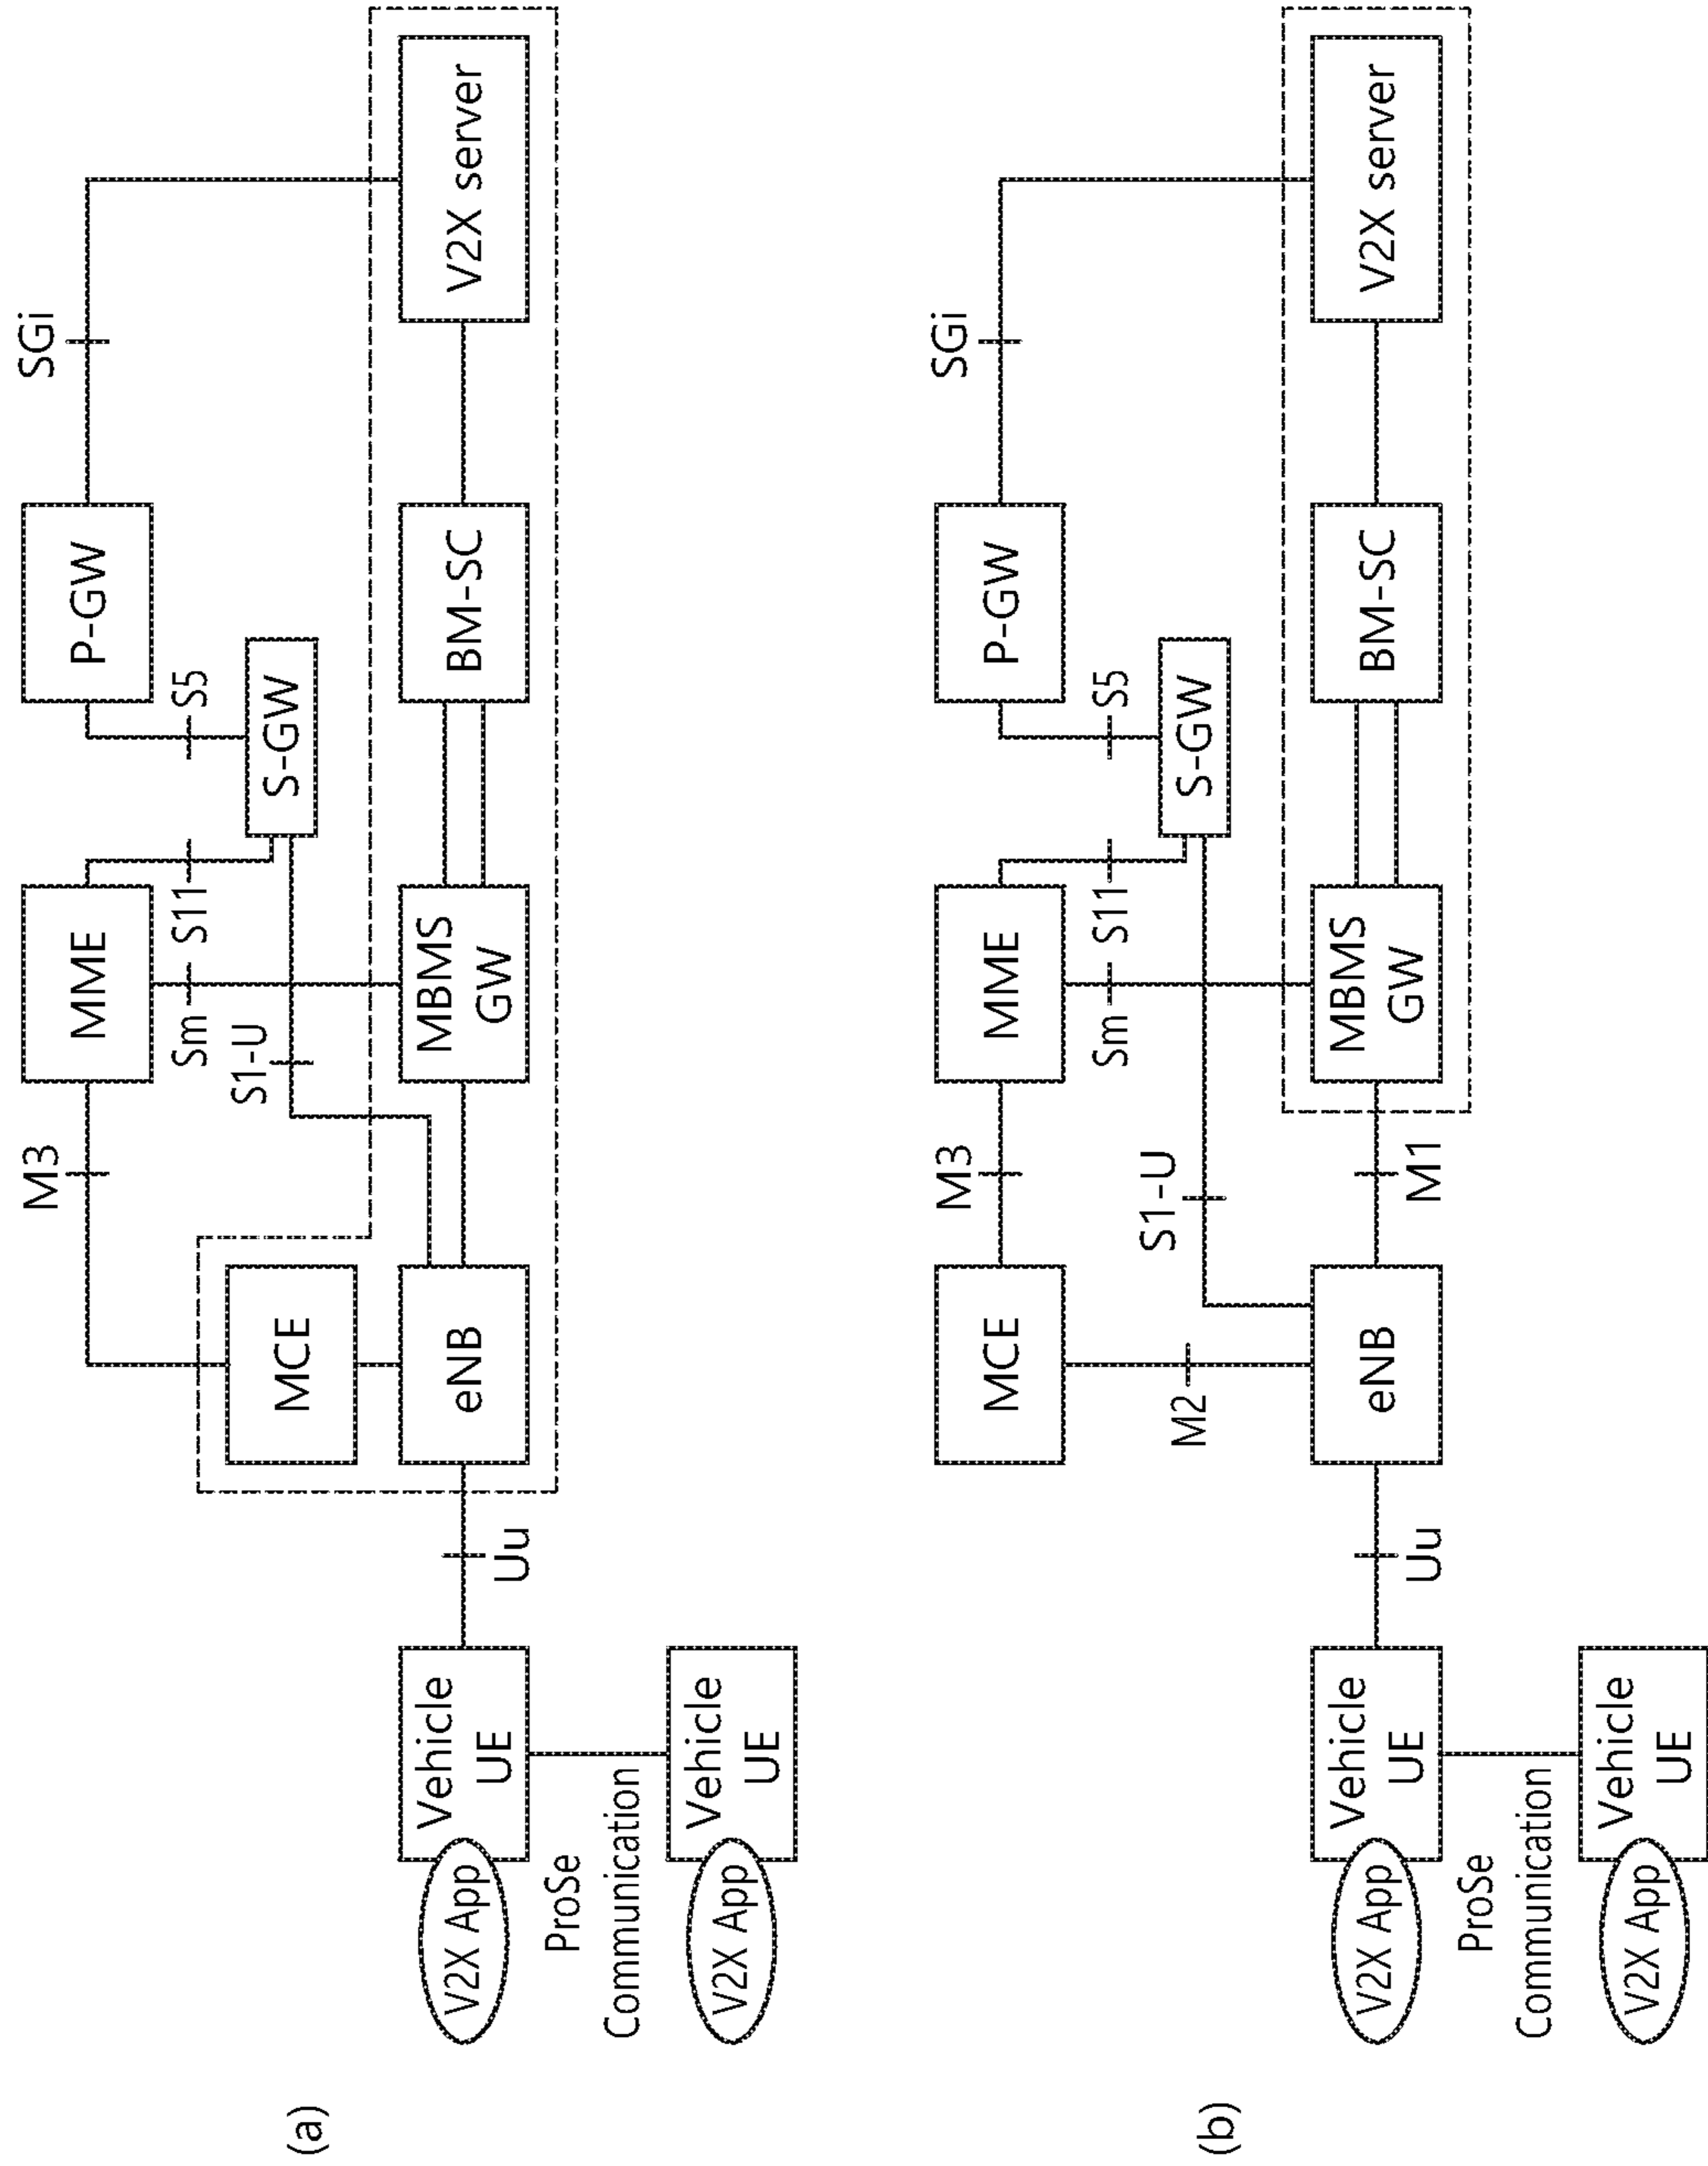 (a)
M3
SGi
MME
P-GW
Sm
S11
S5
S1-U
S-GW
MCE
V2X App
Vehicle
UE
Uu
eNB
MBMS
GW
BM-SC
V2X server
ProSe
Communication
V2X App
Vehicle
UE
(b)
M3
SGi
MCE
MME
P-GW
Sm
S11
S5
S1-U
S-GW
M2
V2X App
Vehicle
UE
Uu
eNB
M1
MBMS
GW
BM-SC
V2X server
ProSe
Communication
V2X App
Vehicle
UE